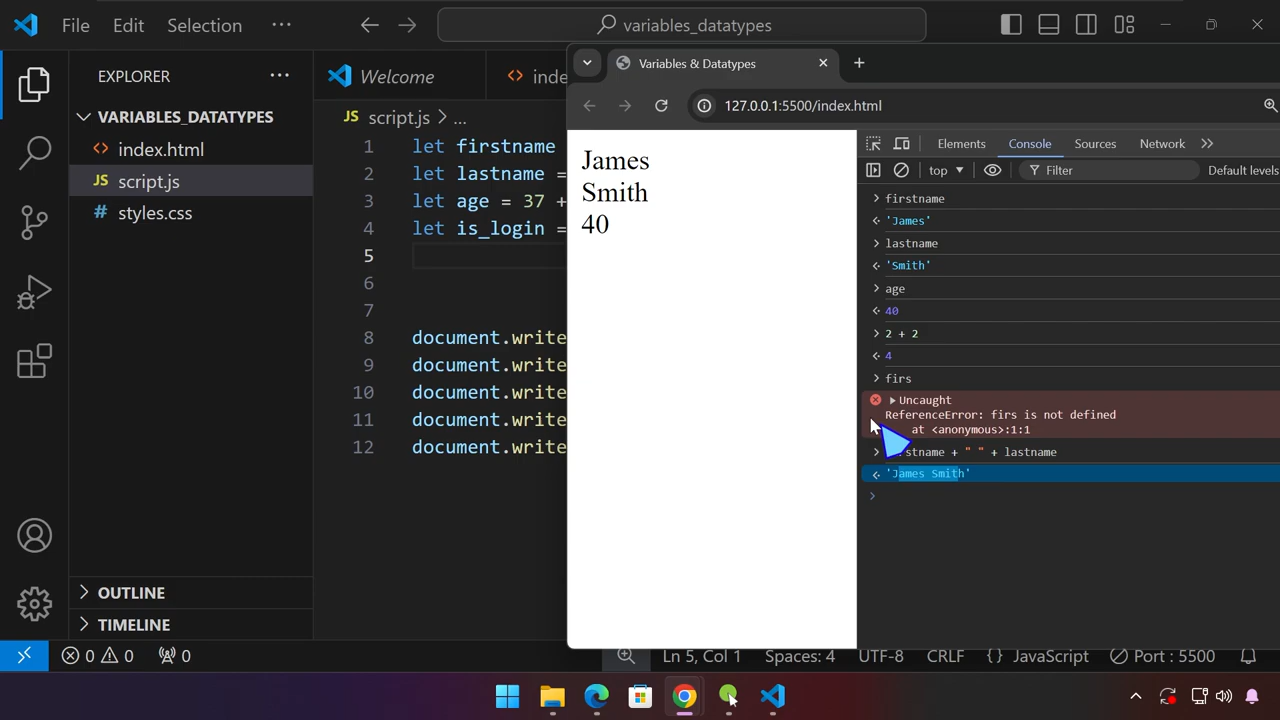 File Edit Selection ···
variables_datatypes
EXPLORER ···
VARIABLES_DATATYPES
<> index.html
JS script.js
# styles.css
OUTLINE
TIMELINE
Welcome
<> inde
JS script.js > ...
1 let firstname
2 let lastname =
3 let age = 37 +
4 let is_login =
5
6
7
8 document.write
9 document.write
10 document.write
11 document.write
12 document.write
Variables & Datatypes
127.0.0.1:5500/index.html
James
Smith
40
Elements Console Sources Network
top Filter Default levels
> firstname
'James'
> lastname
'Smith'
> age
40
> 2 + 2
4
> firs
Uncaught
ReferenceError: firs is not defined
at <anonymous>:1:1
rstname + " " + lastname
'James Smith'
>
0 0 0 Ln 5, Col 1 Spaces: 4 UTF-8 CRLF {} JavaScript Port : 5500